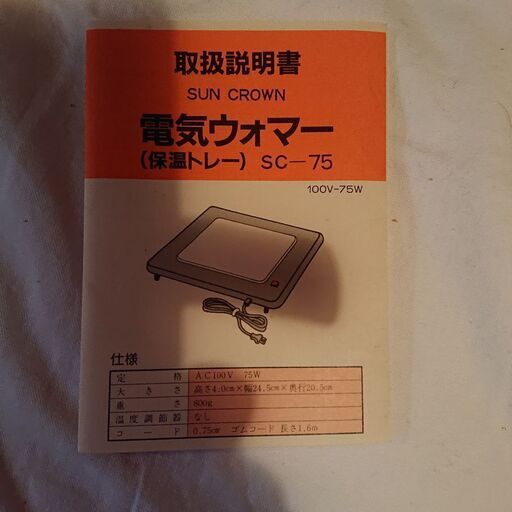 取扱説明書
SUN CROWN
電気ウォマー
(保温トレー) SC－75
100V-75W
仕様
定格 AC100V 75W
大きさ 高さ4.0cm×幅24.5cm×奥行20.5cm
重さ 800g
温度調節器 なし
コード 0.75㎟ ゴムコード 長さ1.6m